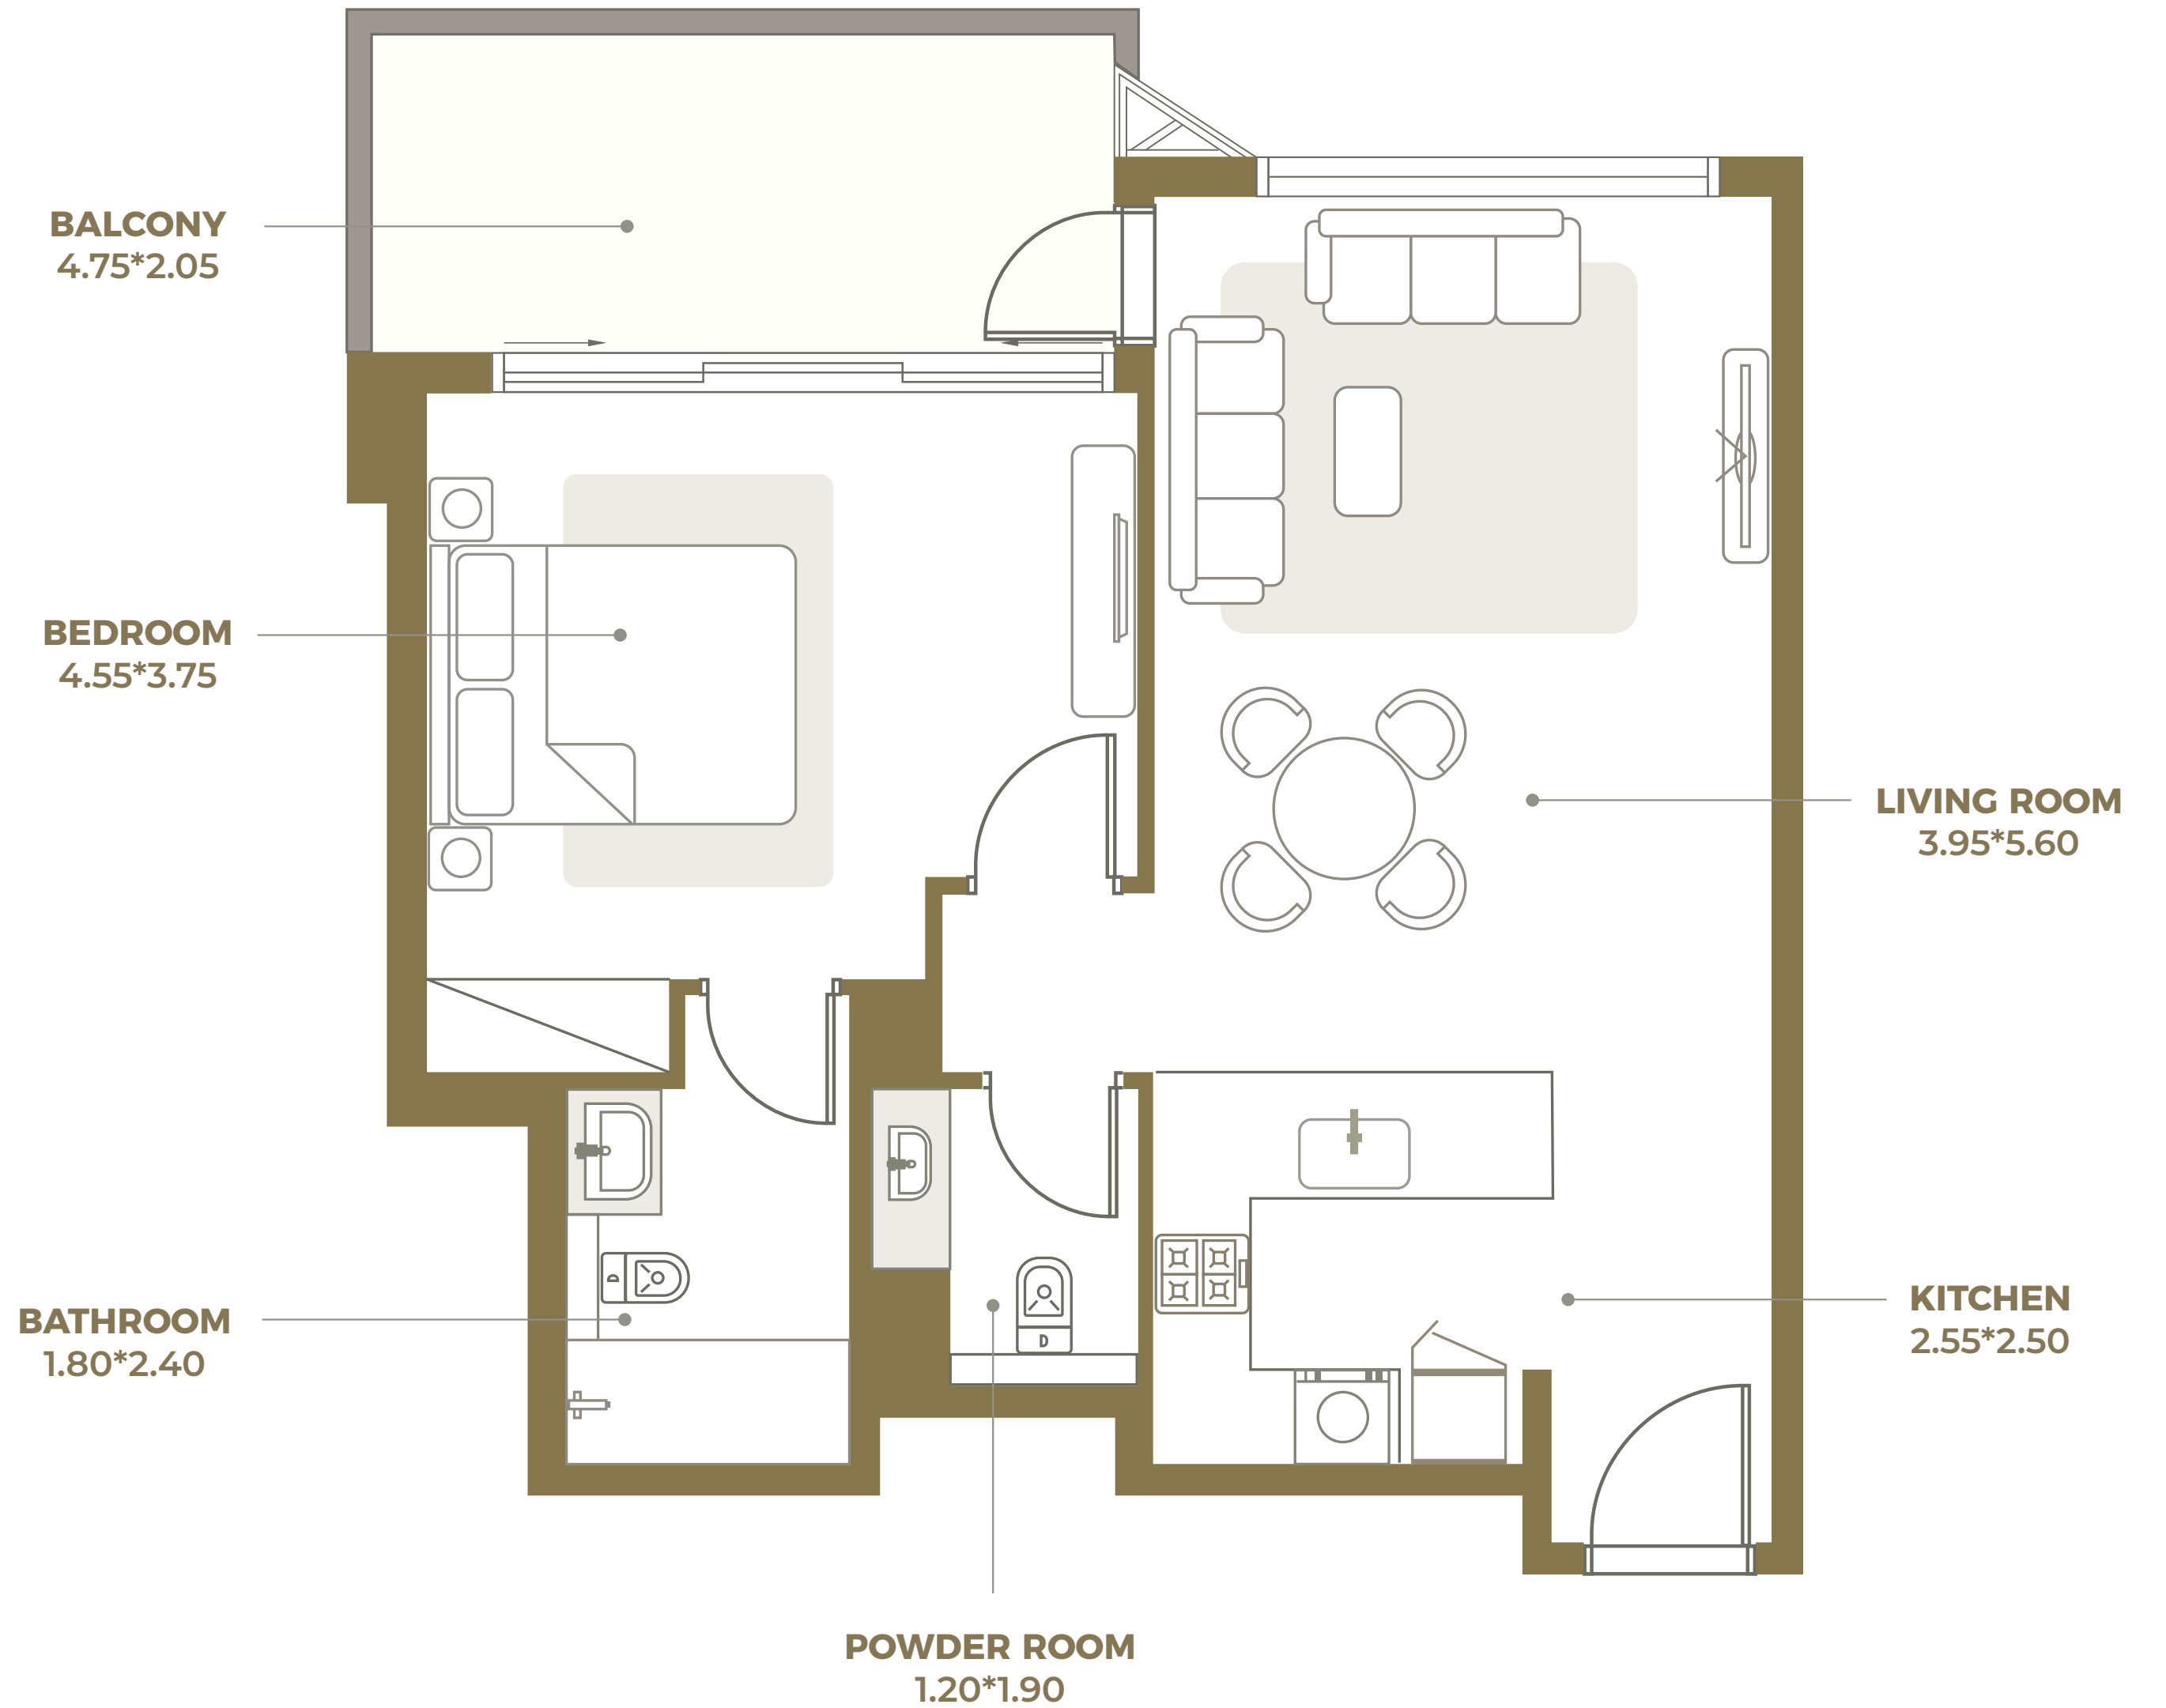 BALCONY
4.75*2.05
BEDROOM
4.55*3.75
LIVING ROOM
3.95*5.60
KITCHEN
2.55*2.50
BATHROOM
1.80*2.40
POWDER ROOM
1.20*1.90